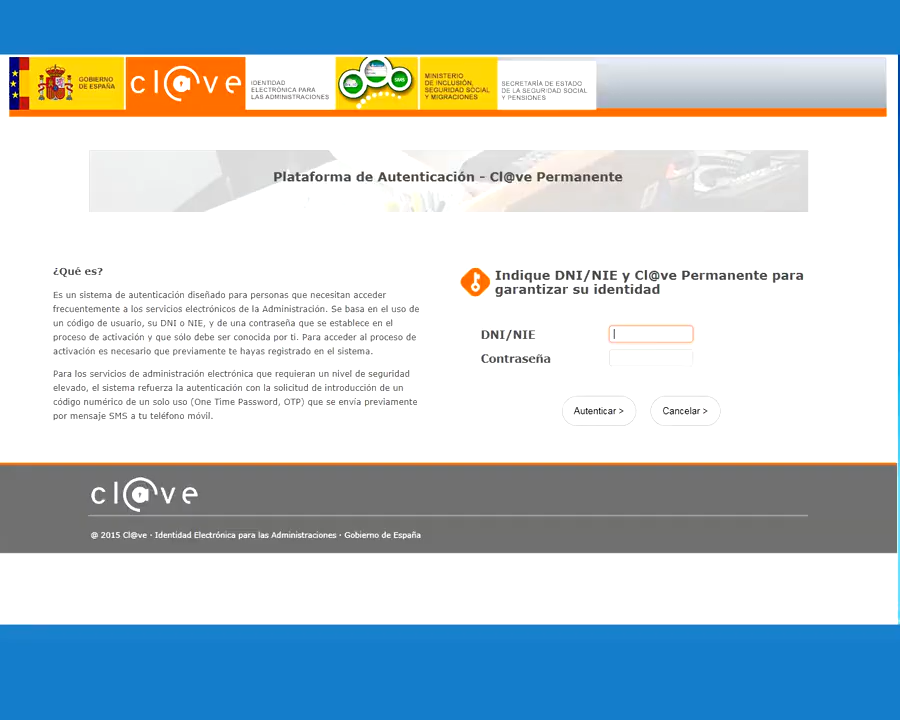 GOBIERNO
DE ESPAÑA
cl@ve
IDENTIDAD
ELECTRÓNICA PARA
LAS ADMINISTRACIONES
SMS
MINISTERIO
DE INCLUSIÓN,
SEGURIDAD SOCIAL
Y MIGRACIONES
SECRETARÍA DE ESTADO
DE LA SEGURIDAD SOCIAL
Y PENSIONES
Plataforma de Autenticación - Cl@ve Permanente
¿Qué es?
Es un sistema de autenticación diseñado para personas que necesitan acceder
frecuentemente a los servicios electrónicos de la Administración. Se basa en el uso de
un código de usuario, su DNI o NIE, y de una contraseña que se establece en el
proceso de activación y que sólo debe ser conocida por ti. Para acceder al proceso de
activación es necesario que previamente te hayas registrado en el sistema.
Para los servicios de administración electrónica que requieran un nivel de seguridad
elevado, el sistema refuerza la autenticación con la solicitud de introducción de un
código numérico de un solo uso (One Time Password, OTP) que se envía previamente
por mensaje SMS a tu teléfono móvil.
Indique DNI/NIE y Cl@ve Permanente para
garantizar su identidad
DNI/NIE
Contraseña
Autenticar >
Cancelar >
cl@ve
@ 2015 Cl@ve · Identidad Electrónica para las Administraciones · Gobierno de España